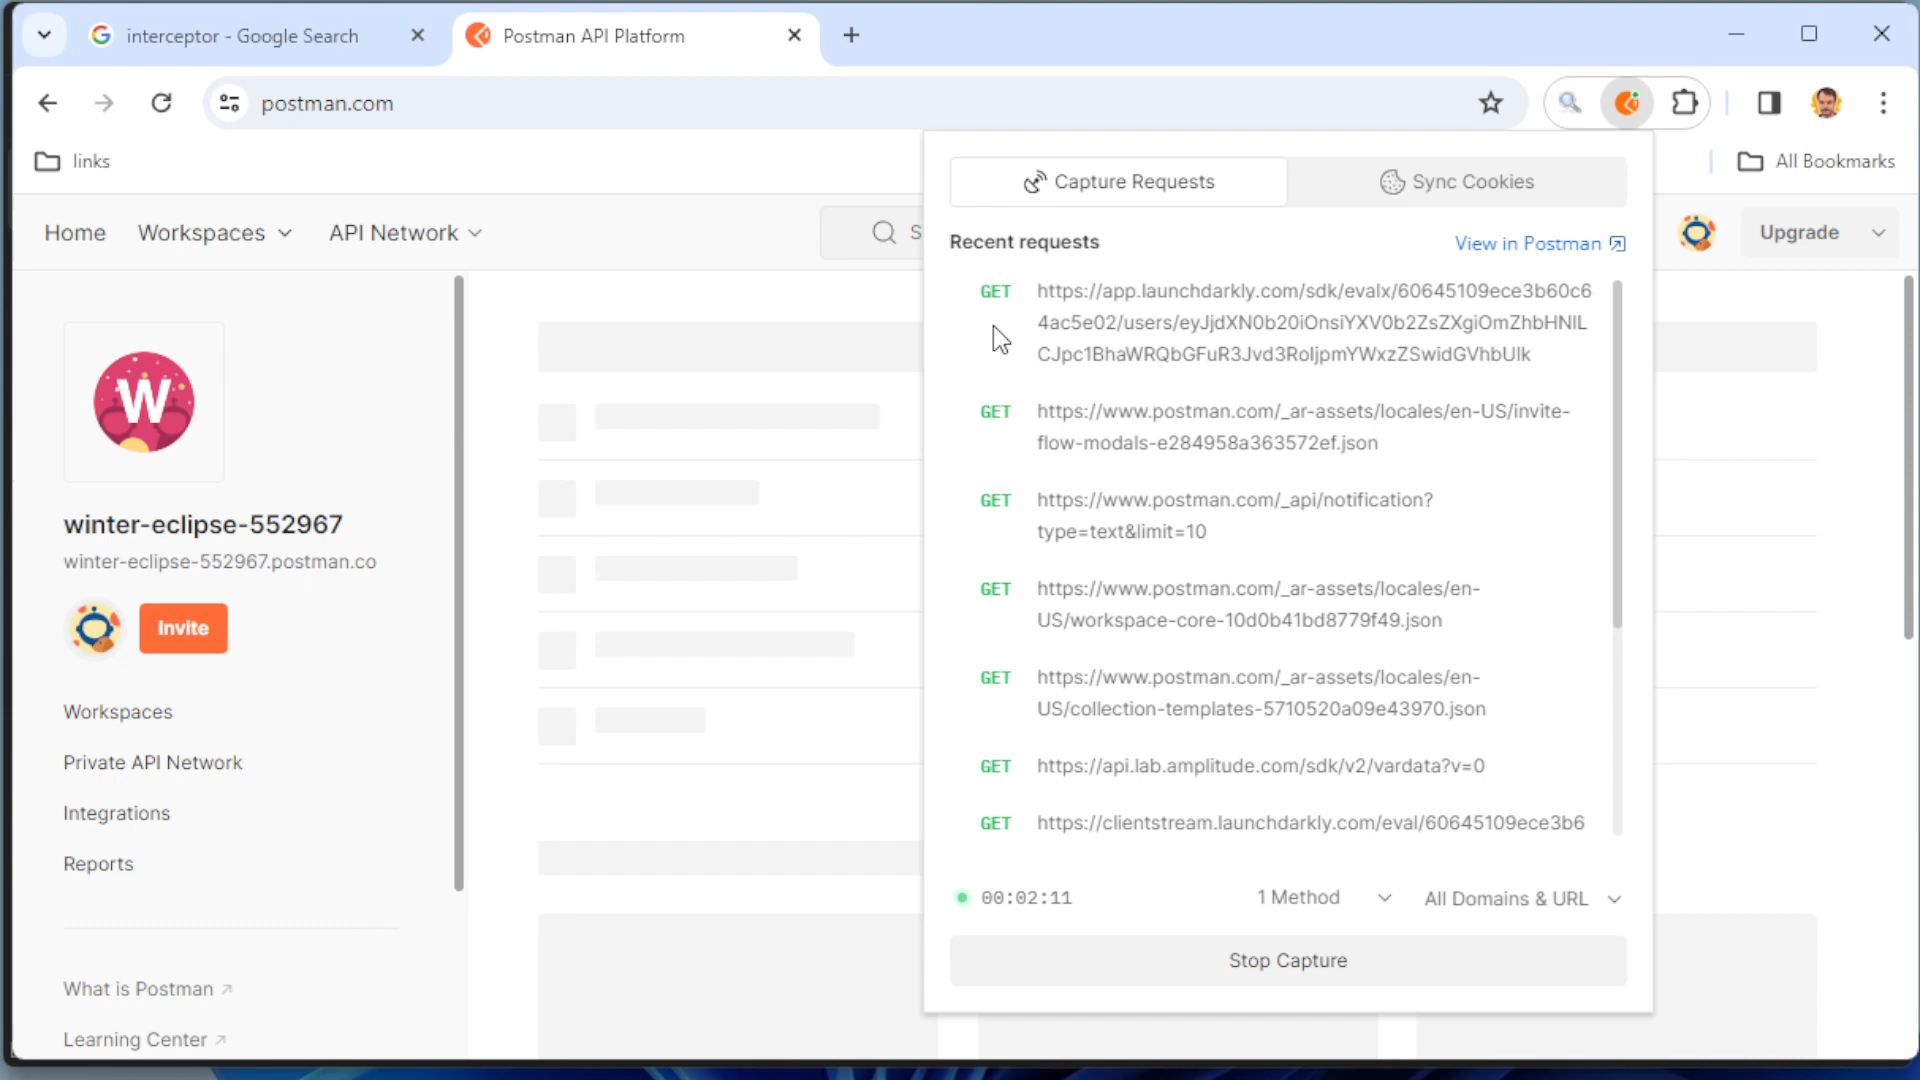 interceptor - Google Search
Postman API Platform
postman.com
links
All Bookmarks
Home
Workspaces
API Network
S
Upgrade
Capture Requests
Sync Cookies
Recent requests
View in Postman
GET
https://app.launchdarkly.com/sdk/evalx/60645109ece3b60c6
4ac5e02/users/eyJjdXN0b20iOnsiYXV0b2ZsZXgiOmZhbHNlL
CJpc1BhaWRQbGFuR3Jvd3RoIjpmYWxzZSwidGVhbUlk
GET
https://www.postman.com/_ar-assets/locales/en-US/invite-
flow-modals-e284958a363572ef.json
GET
https://www.postman.com/_api/notification?
type=text&limit=10
GET
https://www.postman.com/_ar-assets/locales/en-
US/workspace-core-10d0b41bd8779f49.json
GET
https://www.postman.com/_ar-assets/locales/en-
US/collection-templates-5710520a09e43970.json
GET
https://api.lab.amplitude.com/sdk/v2/vardata?v=0
GET
https://clientstream.launchdarkly.com/eval/60645109ece3b6
00:02:11
1 Method
All Domains & URL
Stop Capture
W
winter-eclipse-552967
winter-eclipse-552967.postman.co
Invite
Workspaces
Private API Network
Integrations
Reports
What is Postman
Learning Center